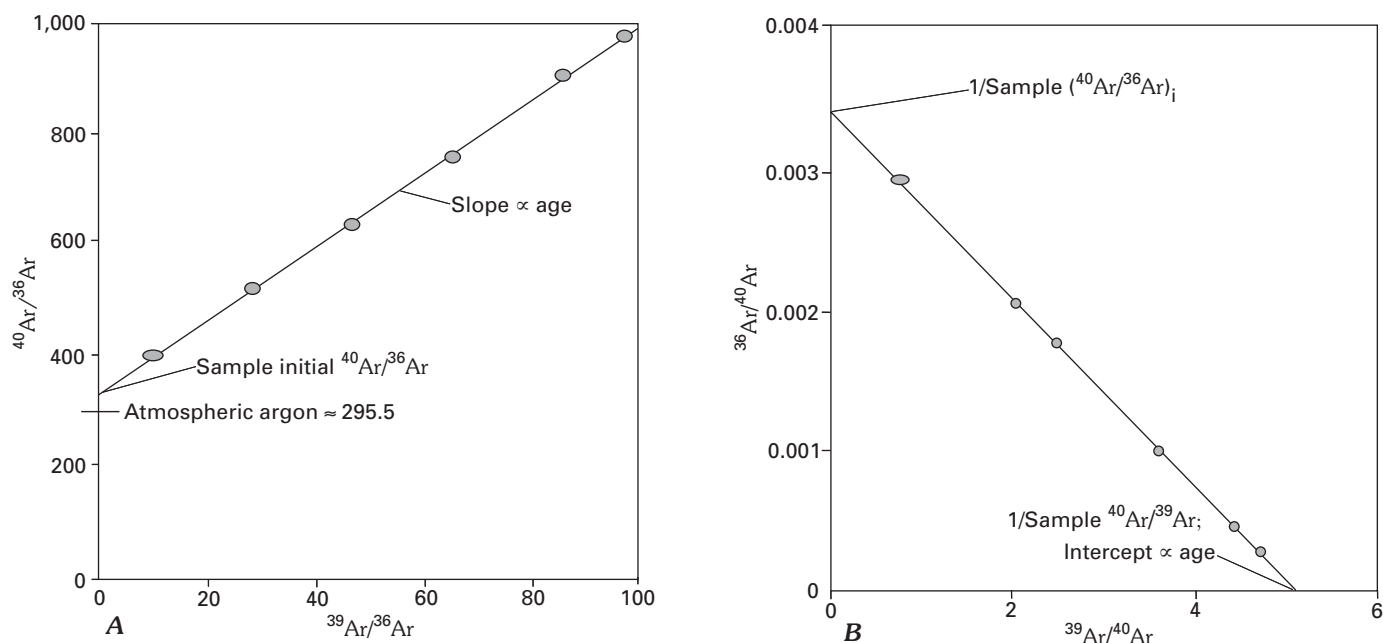 1,000
800
600
400
200
0
⁴⁰Ar/³⁶Ar
Slope ∝ age
Sample initial ⁴⁰Ar/³⁶Ar
Atmospheric argon ≈ 295.5
0 20 40 60 80 100
³⁹Ar/³⁶Ar
A
0.004
0.003
0.002
0.001
0
³⁶Ar/⁴⁰Ar
1/Sample (⁴⁰Ar/³⁶Ar)ᵢ
1/Sample ⁴⁰Ar/³⁹Ar;
Intercept ∝ age
0 2 4 6
³⁹Ar/⁴⁰Ar
B